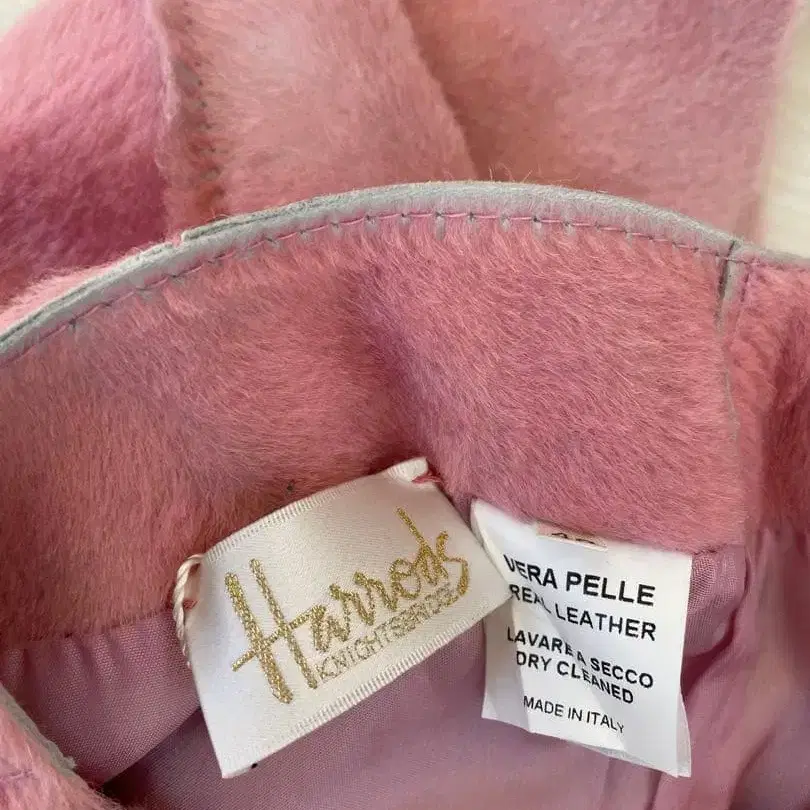 Harrods
KNIGHTSBRIDGE
VERA PELLE
REAL LEATHER
LAVARE A SECCO
DRY CLEANED
MADE IN ITALY